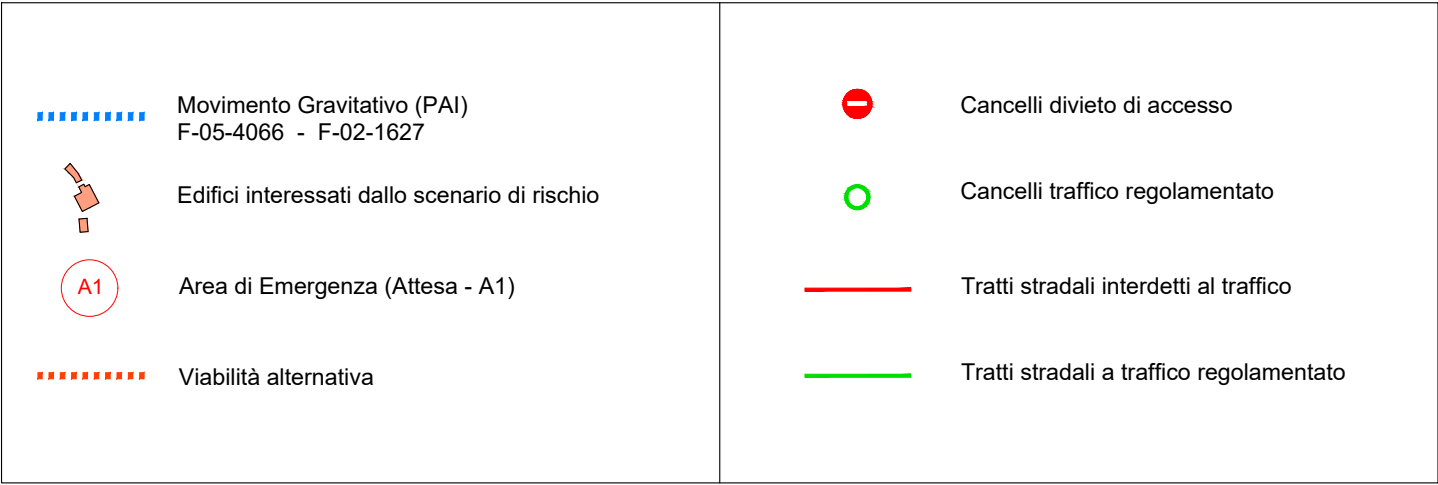 Movimento Gravitativo (PAI)
F-05-4066 - F-02-1627
Edifici interessati dallo scenario di rischio
A1
Area di Emergenza (Attesa - A1)
Viabilità alternativa
Cancelli divieto di accesso
Cancelli traffico regolamentato
Tratti stradali interdetti al traffico
Tratti stradali a traffico regolamentato